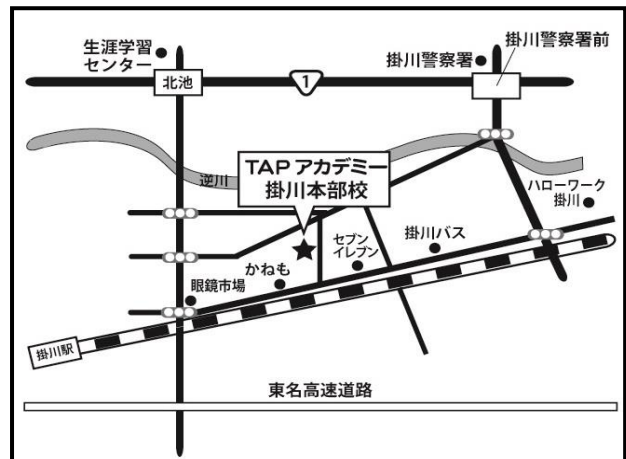 生涯学習
センター
北池
1
掛川警察署
掛川警察署前
逆川
TAP アカデミー
掛川本部校
ハローワーク
掛川
セブン
イレブン
掛川バス
かねも
眼鏡市場
掛川駅
東名高速道路